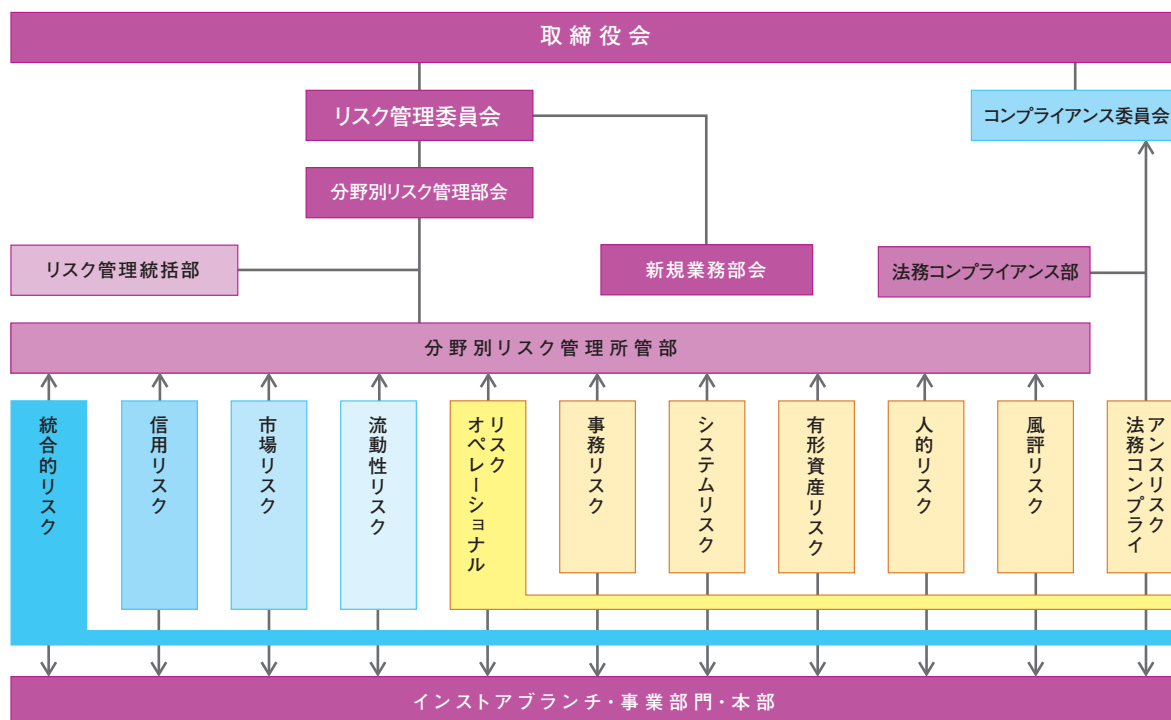 取締役会
リスク管理委員会
コンプライアンス委員会
分野別リスク管理部会
リスク管理統括部
新規業務部会
法務コンプライアンス部
分野別リスク管理所管部
統合的リスク
信用リスク
市場リスク
流動性リスク
オペレーショナル
リスク
事務リスク
システムリスク
有形資産リスク
人的リスク
風評リスク
法務コンプライ
アンスリスク
インストアブランチ・事業部門・本部